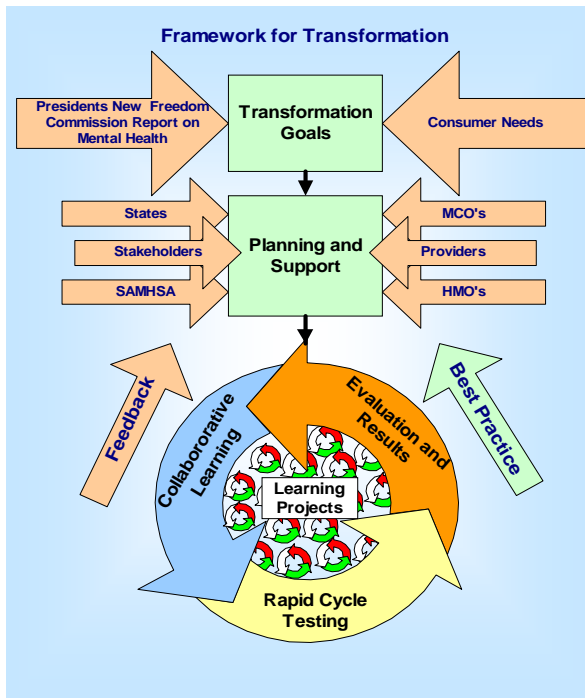 Framework for Transformation
Presidents New Freedom
Commission Report on
Mental Health
Transformation
Goals
Consumer Needs
States
Stakeholders
SAMHSA
Planning and
Support
MCO's
Providers
HMO's
Feedback
Best Practice
Collabororative
Learning
Evaluation and
Results
Learning
Projects
Rapid Cycle
Testing